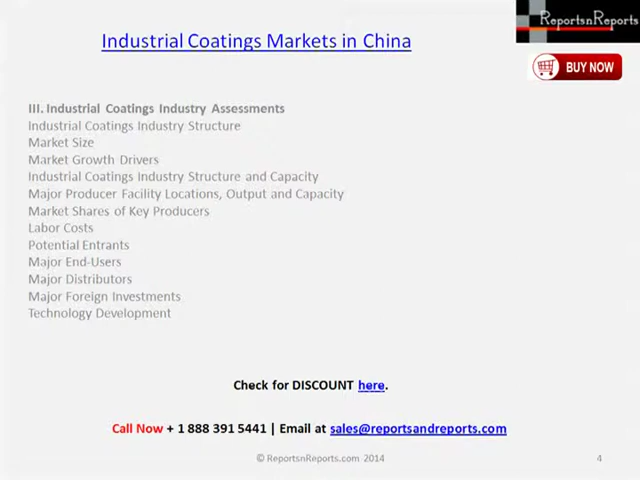 Industrial Coatings Markets in China
ReportsnReports
BUY NOW
III. Industrial Coatings Industry Assessments
Industrial Coatings Industry Structure
Market Size
Market Growth Drivers
Industrial Coatings Industry Structure and Capacity
Major Producer Facility Locations, Output and Capacity
Market Shares of Key Producers
Labor Costs
Potential Entrants
Major End-Users
Major Distributors
Major Foreign Investments
Technology Development
Check for DISCOUNT here.
Call Now + 1 888 391 5441 | Email at sales@reportsandreports.com
© ReportsnReports.com 2014
4